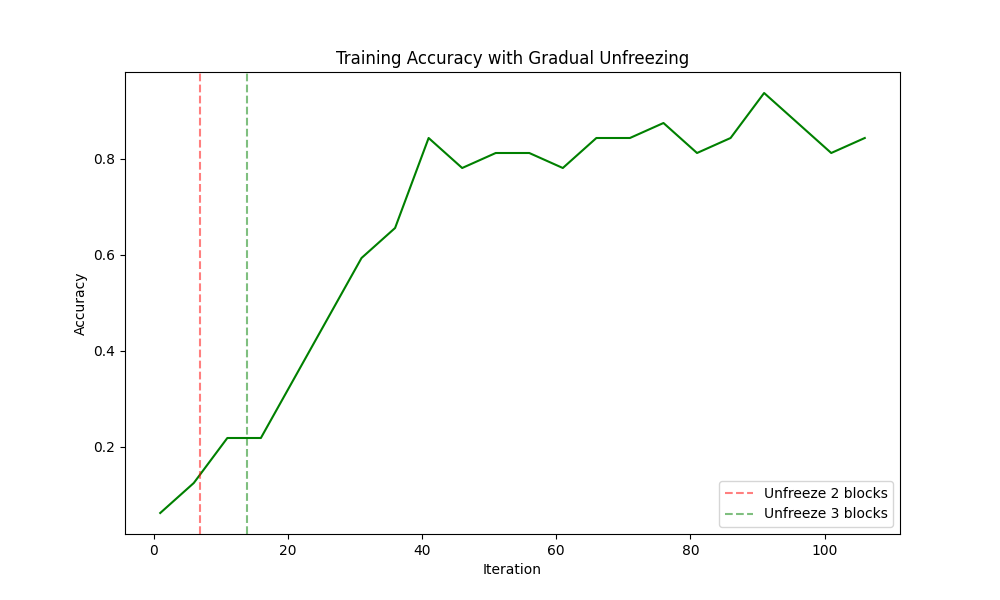 Training Accuracy with Gradual Unfreezing
Accuracy
0.8
0.6
0.4
0.2
0 20 40 60 80 100
Iteration
Unfreeze 2 blocks
Unfreeze 3 blocks